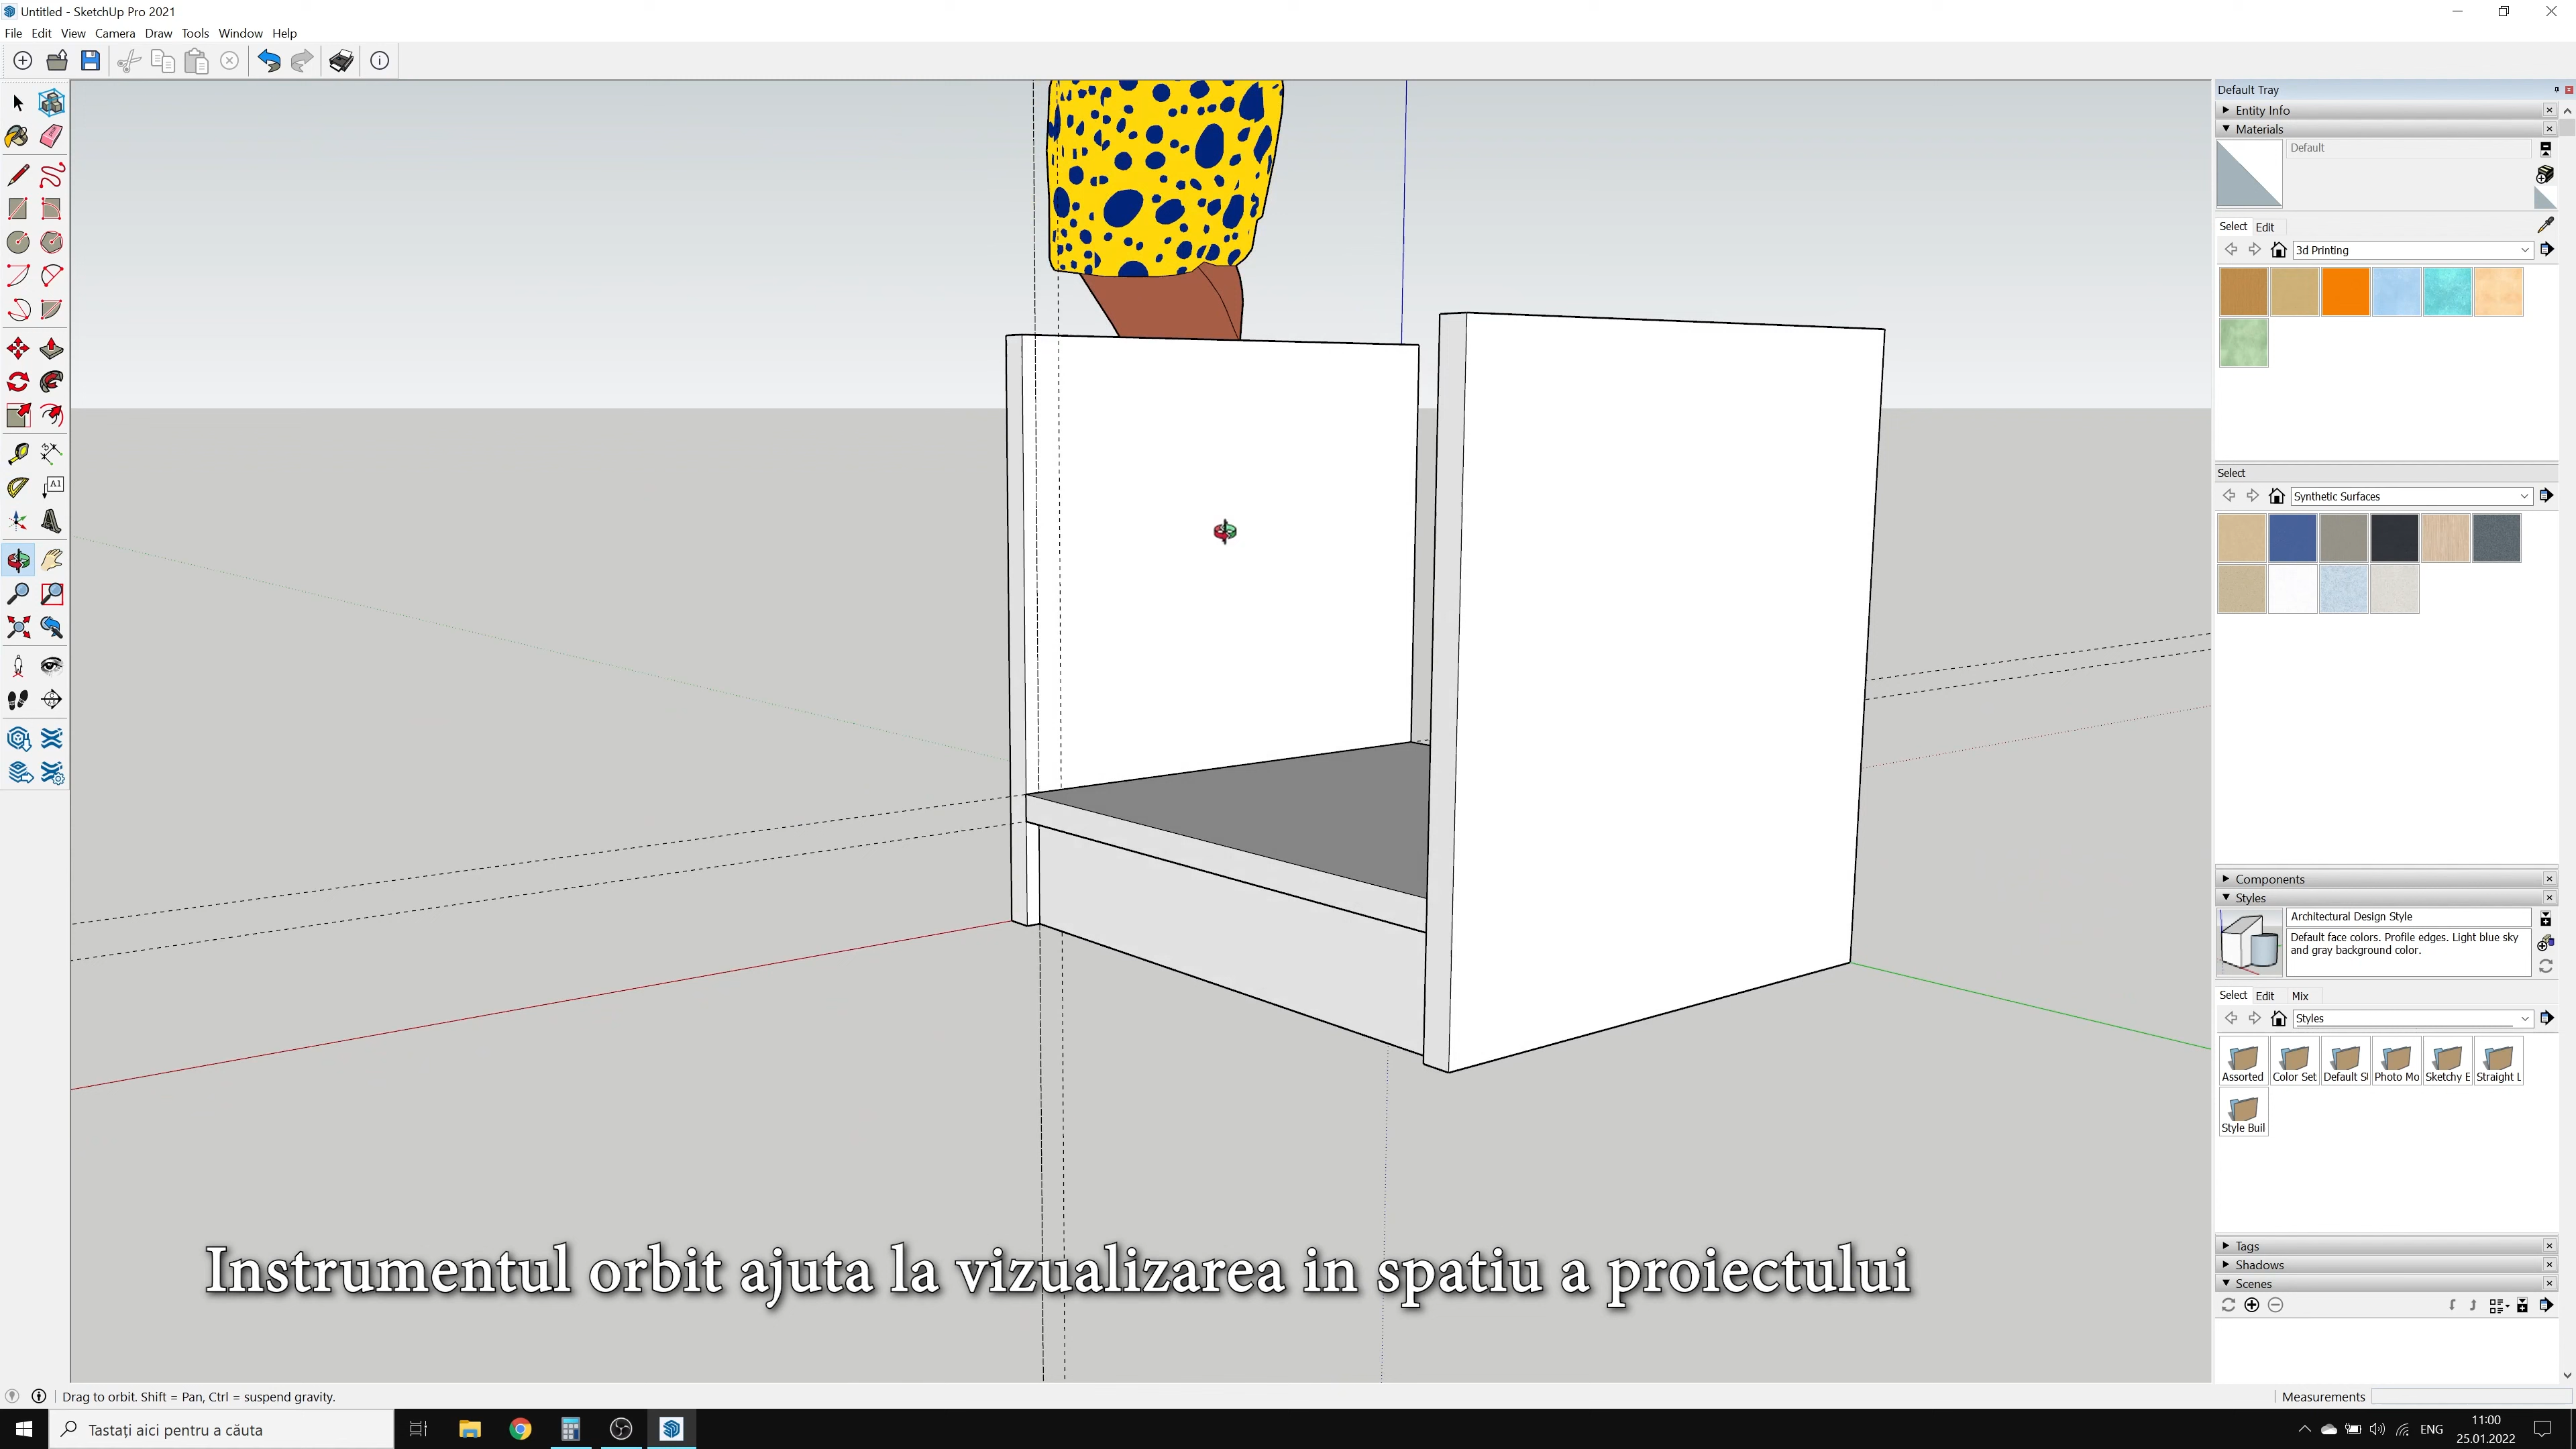 Untitled - SketchUp Pro 2021
File Edit View Camera Draw Tools Window Help
Default Tray
Entity Info
Materials
Default
Select Edit
3d Printing
Select
Synthetic Surfaces
Components
Styles
Architectural Design Style
Default face colors. Profile edges. Light blue sky
and gray background color.
Select Edit Mix
Styles
Assorted Color Set Default S Photo Mo Sketchy E Straight L
Style Buil
Tags
Shadows
Scenes
A1
Instrumentul orbit ajuta la vizualizarea in spatiu a proiectului
Drag to orbit. Shift = Pan, Ctrl = suspend gravity.
Measurements
Tastați aici pentru a căuta
ENG
11:00
25.01.2022